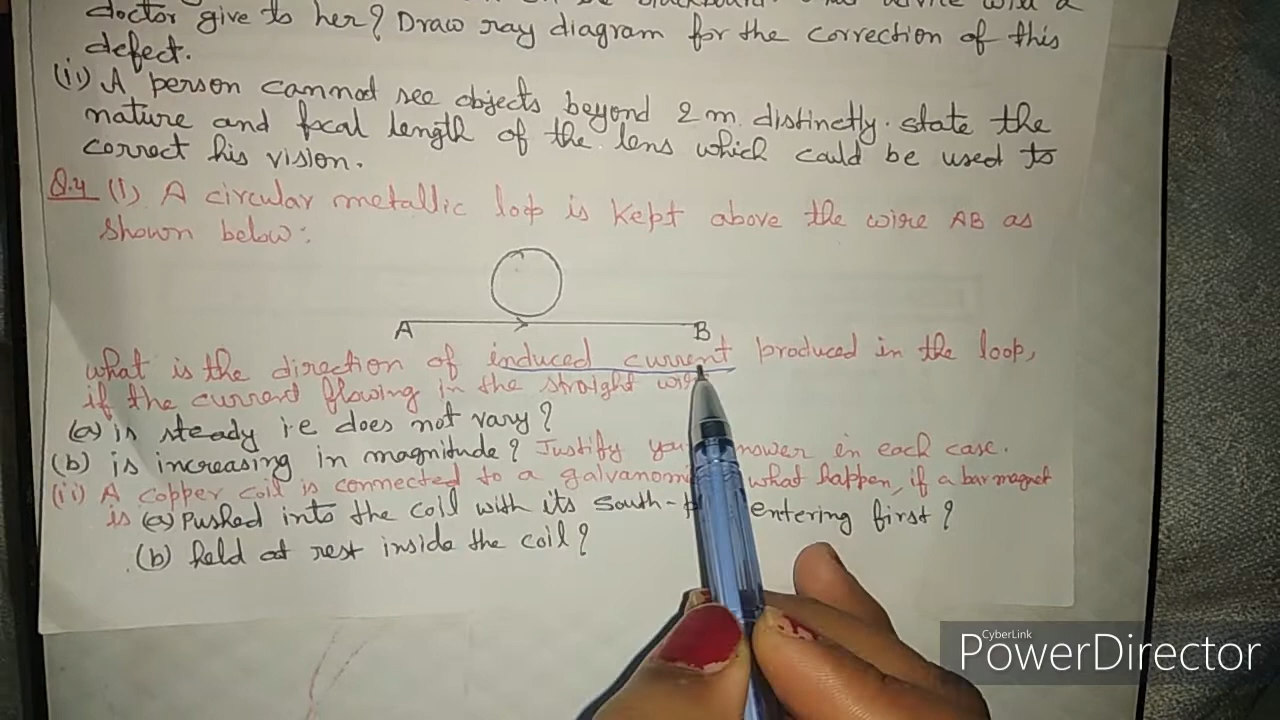 doctor give to her? Draw ray diagram for the correction of this
defect.
(ii) A person cannot see objects beyond 2 m distinctly. state the
nature and focal length of the lens which could be used to
correct his vision.
Q.4 (i) A circular metallic loop is kept above the wire AB as
shown below:
A B
what is the direction of induced current produced in the loop,
if the current flowing in the straight
(a) is steady i.e does not vary?
(b) is increasing in magnitude? Justify in each case.
(ii) A copper coil is connected to a what happen, if a bar magnet
is (a) Pushed into the coil with its south- entering first?
(b) held at rest inside the coil?
CyberLink
PowerDirector